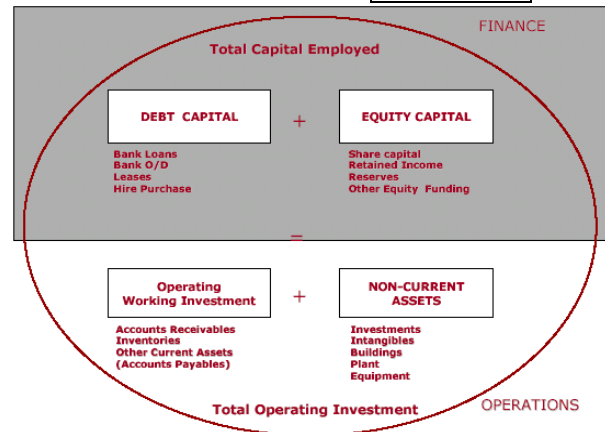 FINANCE
Total Capital Employed
DEBT CAPITAL + EQUITY CAPITAL
Bank Loans
Bank O/D
Leases
Hire Purchase
Share capital
Retained Income
Reserves
Other Equity Funding
=
Operating
Working Investment
+
NON-CURRENT
ASSETS
Accounts Receivables
Inventories
Other Current Assets
(Accounts Payables)
Investments
Intangibles
Buildings
Plant
Equipment
Total Operating Investment
OPERATIONS